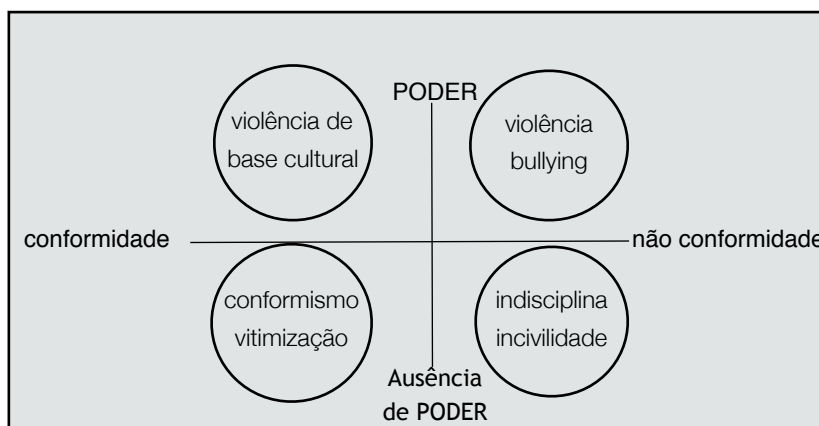 PODER
violência de
base cultural
violência
bullying
conformidade
não conformidade
conformismo
vitimização
indisciplina
incivilidade
Ausência
de PODER